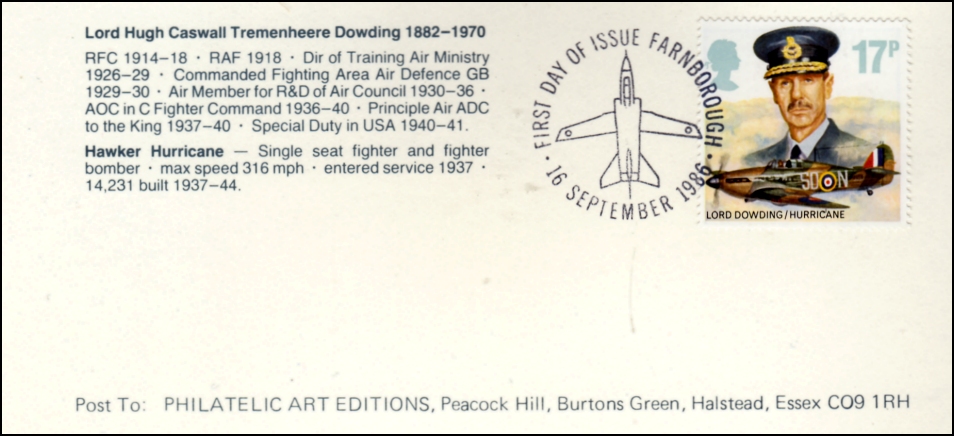 Lord Hugh Caswall Tremenheere Dowding 1882–1970
RFC 1914–18 · RAF 1918 · Dir of Training Air Ministry
1926–29 · Commanded Fighting Area Air Defence GB
1929–30 · Air Member for R&D of Air Council 1930–36 ·
AOC in C Fighter Command 1936–40 · Principle Air ADC
to the King 1937–40 · Special Duty in USA 1940–41.
Hawker Hurricane — Single seat fighter and fighter
bomber · max speed 316 mph · entered service 1937 ·
14,231 built 1937–44.
· FIRST DAY OF ISSUE FARNBOROUGH ·
16 SEPTEMBER 1986
17P
SO N
LORD DOWDING/HURRICANE
Post To: PHILATELIC ART EDITIONS, Peacock Hill, Burtons Green, Halstead, Essex CO9 1RH